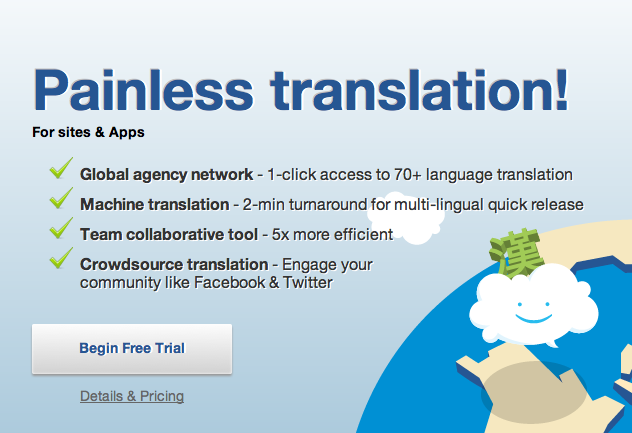 Painless translation!
For sites & Apps
Global agency network - 1-click access to 70+ language translation
Machine translation - 2-min turnaround for multi-lingual quick release
Team collaborative tool - 5x more efficient
漢
Crowdsource translation - Engage your
community like Facebook & Twitter
Begin Free Trial
Details & Pricing